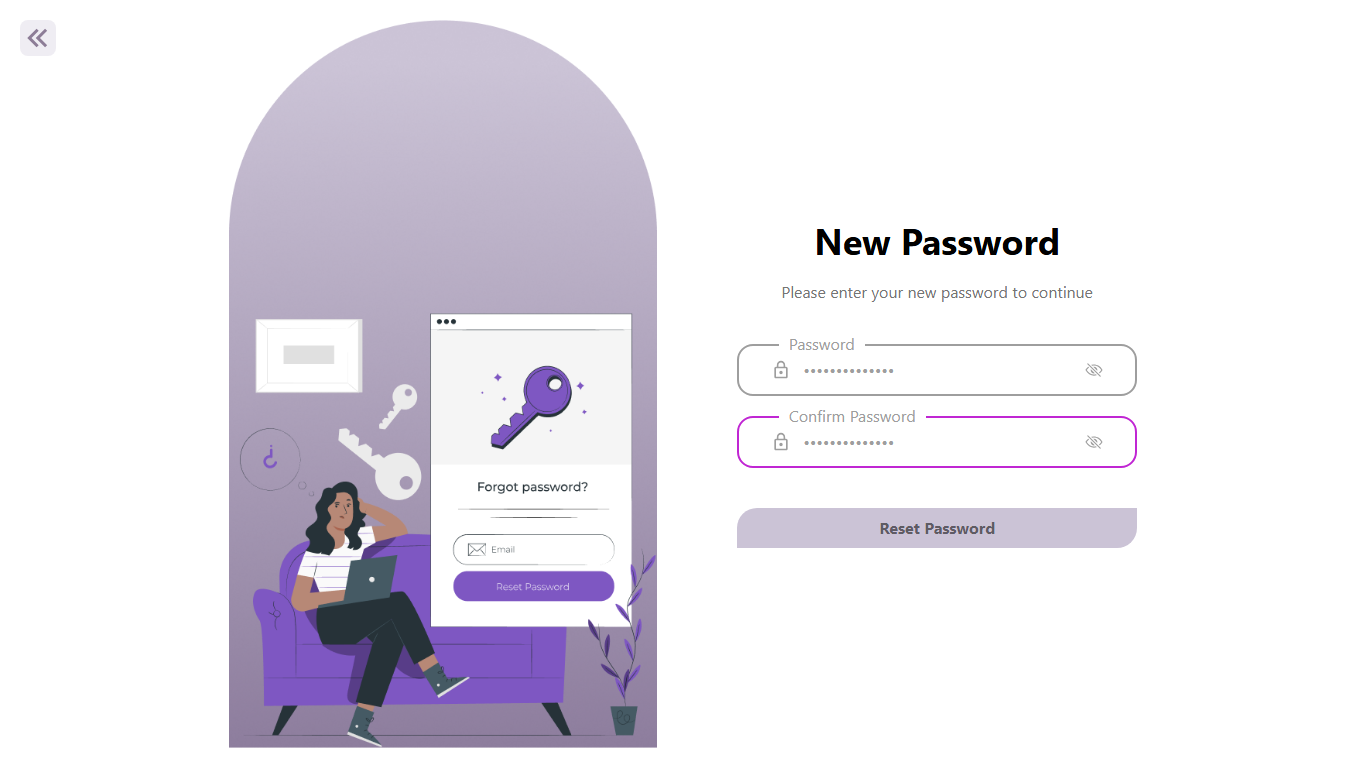 New Password
Please enter your new password to continue
Password
••••••••••••••
Confirm Password
••••••••••••••
Reset Password
¿
Forgot password?
Email
Reset Password